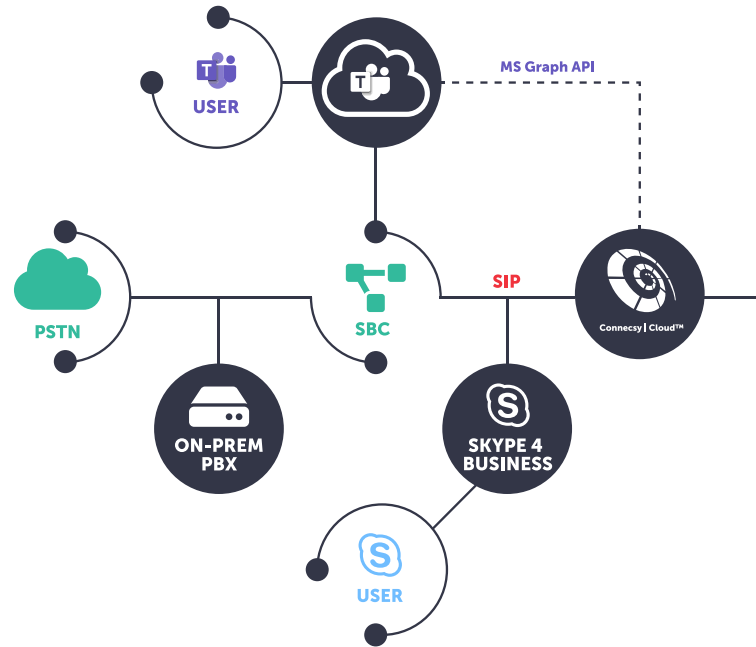 MS Graph API
T
T
USER
SIP
PSTN
SBC
Connecsy | Cloud™
S
ON-PREM
PBX
SKYPE 4
BUSINESS
S
USER